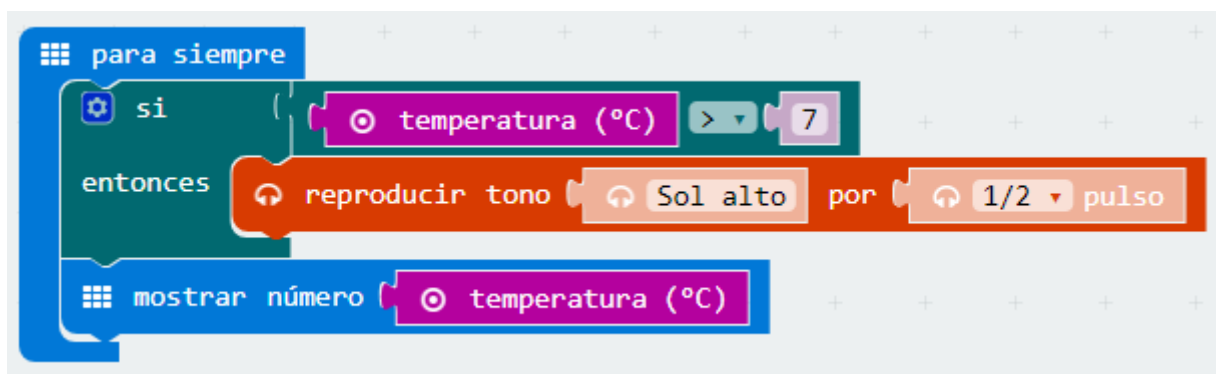 para siempre
si temperatura (°C) > ▾ 7
entonces reproducir tono Sol alto por 1/2 ▾ pulso
mostrar número temperatura (°C)